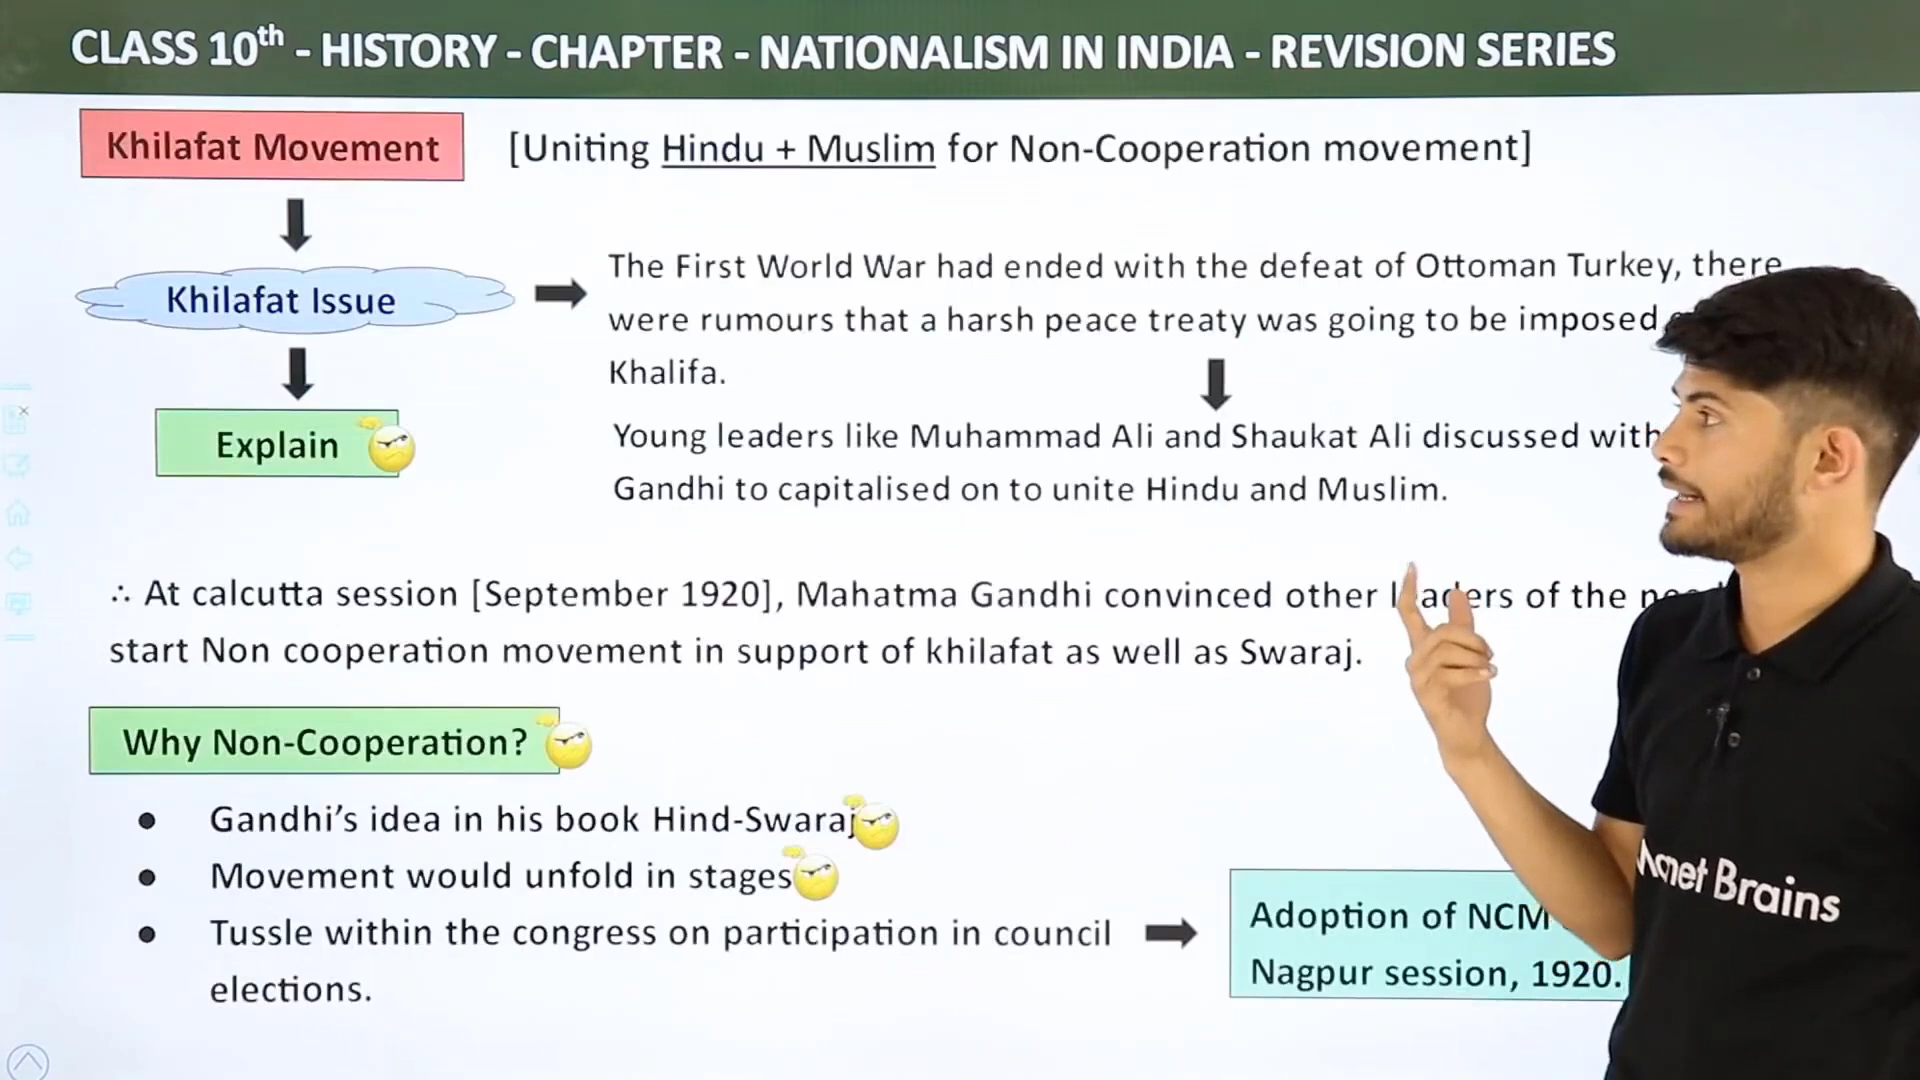 CLASS 10th - HISTORY - CHAPTER - NATIONALISM IN INDIA - REVISION SERIES
Khilafat Movement
[Uniting Hindu + Muslim for Non-Cooperation movement]
Khilafat Issue
The First World War had ended with the defeat of Ottoman Turkey, there
were rumours that a harsh peace treaty was going to be imposed
Khalifa.
Explain
Young leaders like Muhammad Ali and Shaukat Ali discussed with
Gandhi to capitalised on to unite Hindu and Muslim.
∴ At calcutta session [September 1920], Mahatma Gandhi convinced other leaders of the
start Non cooperation movement in support of khilafat as well as Swaraj.
Why Non-Cooperation?
● Gandhi’s idea in his book Hind-Swaraj
● Movement would unfold in stages
● Tussle within the congress on participation in council
elections.
Adoption of NCM
Nagpur session, 1920.
Brains